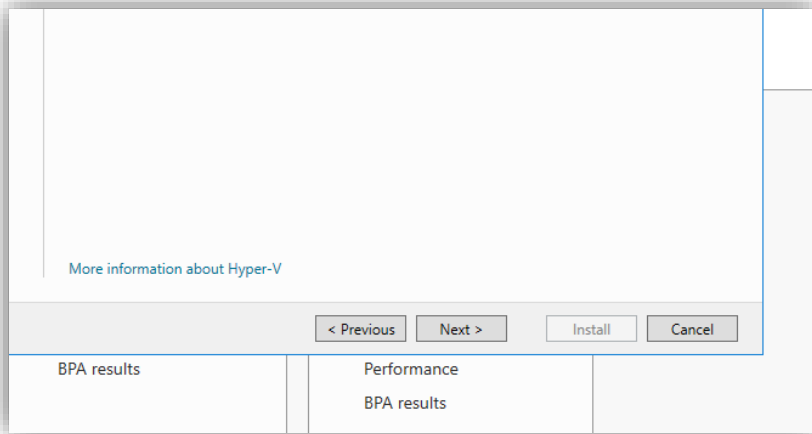 More information about Hyper-V
< Previous Next > Install Cancel
BPA results Performance
BPA results